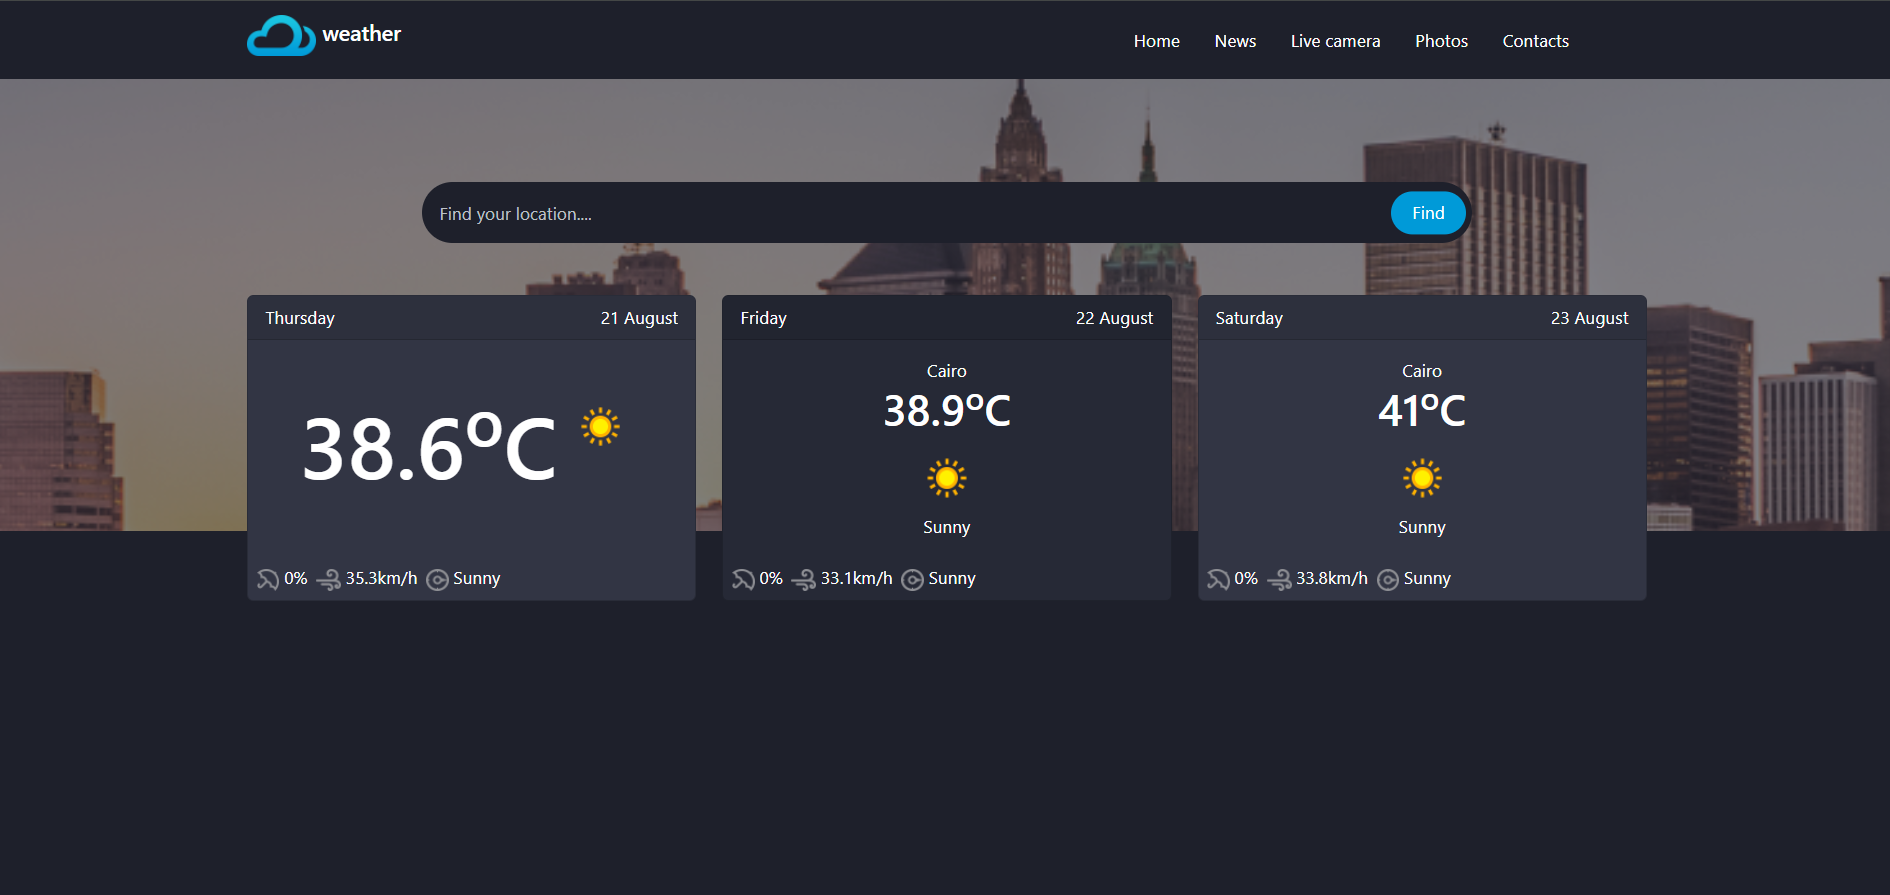 weather
Home News Live camera Photos Contacts
Find your location.... Find
Thursday 21 August
38.6°C
0% 35.3km/h Sunny
Friday 22 August
Cairo
38.9°C
Sunny
0% 33.1km/h Sunny
Saturday 23 August
Cairo
41°C
Sunny
0% 33.8km/h Sunny